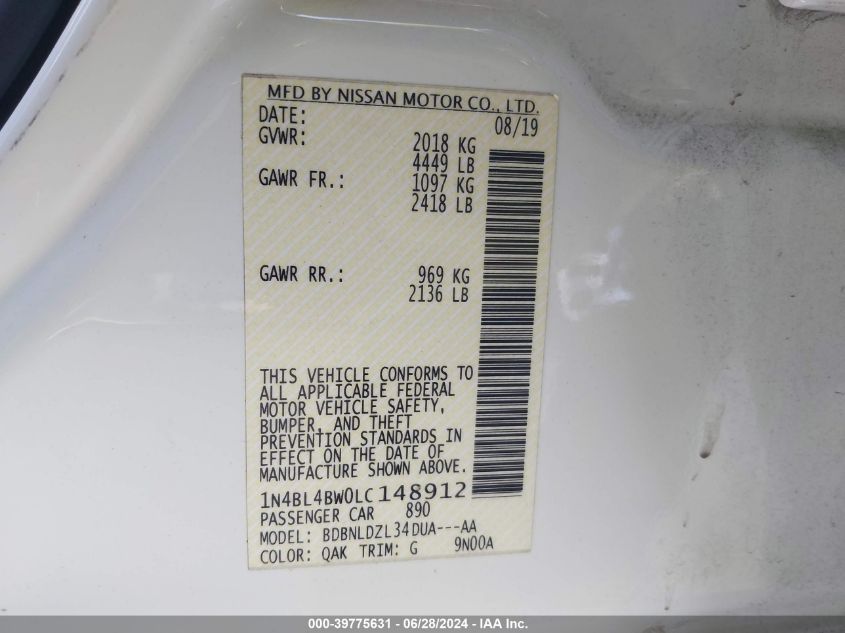 MFD BY NISSAN MOTOR CO., LTD.
DATE: 08/19
GVWR: 2018 KG
4449 LB
GAWR FR.: 1097 KG
2418 LB
GAWR RR.: 969 KG
2136 LB
THIS VEHICLE CONFORMS TO
ALL APPLICABLE FEDERAL
MOTOR VEHICLE SAFETY,
BUMPER, AND THEFT
PREVENTION STANDARDS IN
EFFECT ON THE DATE OF
MANUFACTURE SHOWN ABOVE.
1N4BL4BW0LC148912
PASSENGER CAR 890
MODEL: BDBNLDZL34DUA---AA
COLOR: QAK TRIM: G 9N00A
000-39775631 - 06/28/2024 - IAA Inc.